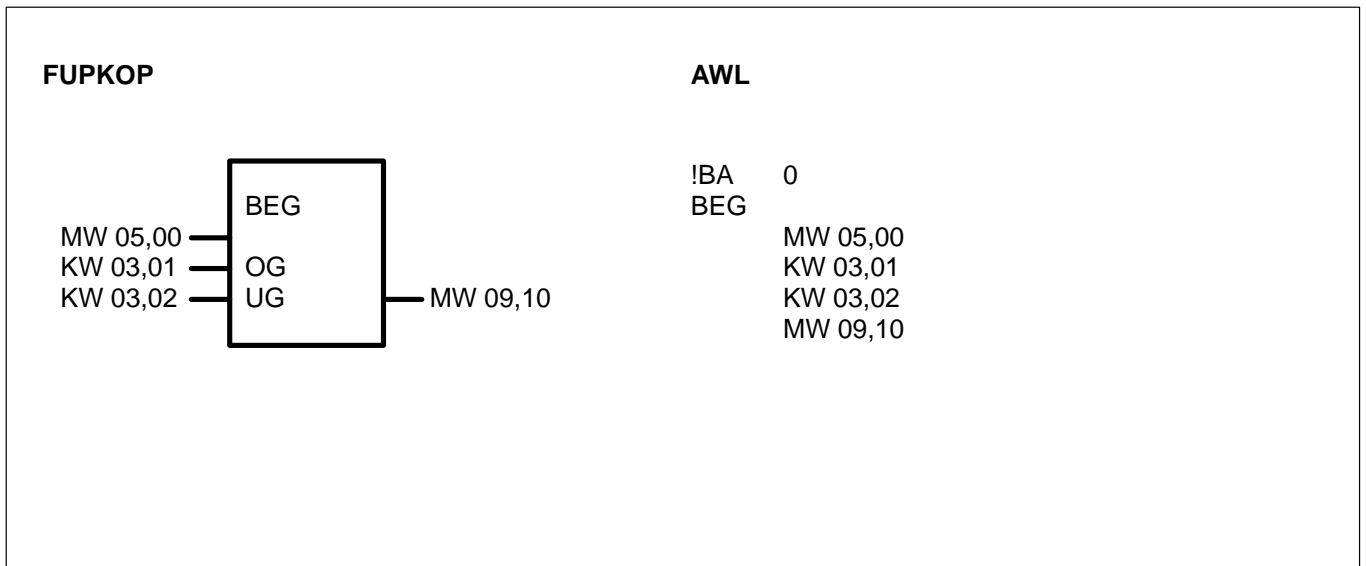 FUPKOP
BEG
MW 05,00
KW 03,01 OG
KW 03,02 UG MW 09,10
AWL
!BA 0
BEG
MW 05,00
KW 03,01
KW 03,02
MW 09,10